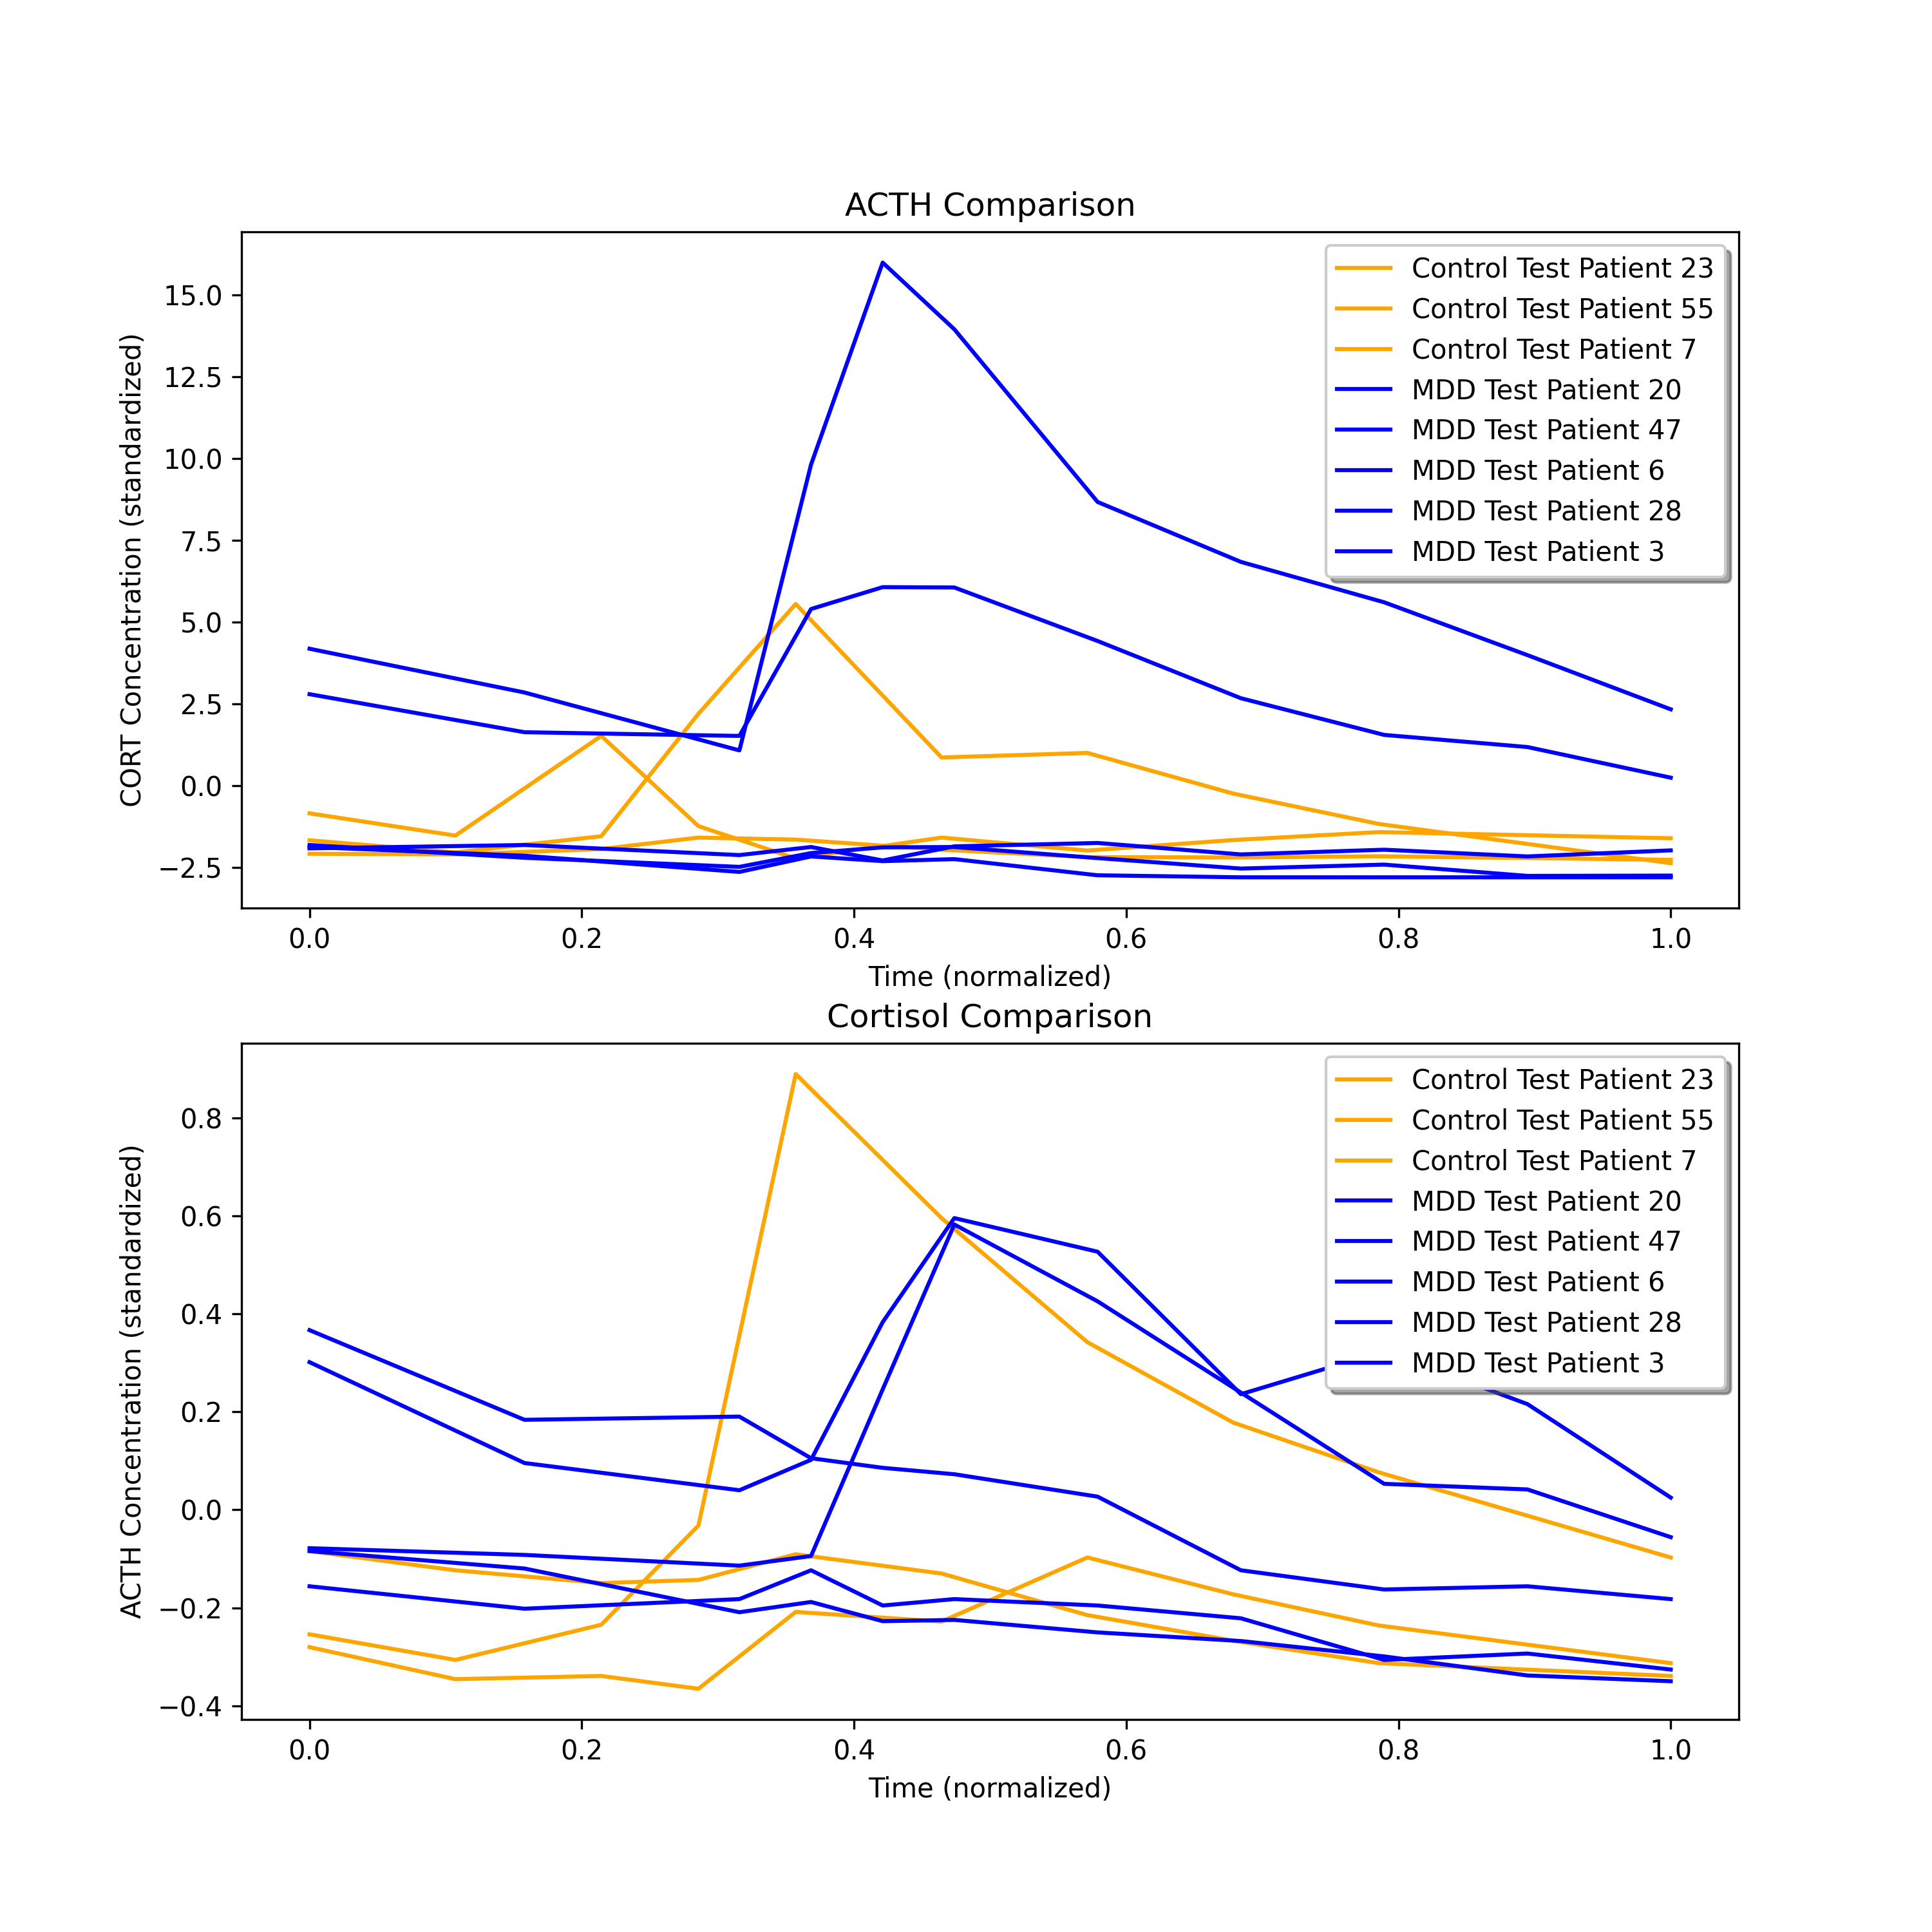 ACTH Comparison
CORT Concentration (standardized)
15.0
12.5
10.0
7.5
5.0
2.5
0.0
−2.5
Control Test Patient 23
Control Test Patient 55
Control Test Patient 7
MDD Test Patient 20
MDD Test Patient 47
MDD Test Patient 6
MDD Test Patient 28
MDD Test Patient 3
0.0 0.2 0.4 0.6 0.8 1.0
Time (normalized)
Cortisol Comparison
ACTH Concentration (standardized)
0.8
0.6
0.4
0.2
0.0
−0.2
−0.4
Control Test Patient 23
Control Test Patient 55
Control Test Patient 7
MDD Test Patient 20
MDD Test Patient 47
MDD Test Patient 6
MDD Test Patient 28
MDD Test Patient 3
0.0 0.2 0.4 0.6 0.8 1.0
Time (normalized)